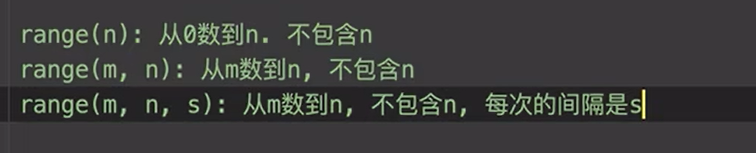 range(n): 从0数到n. 不包含n
range(m, n): 从m数到n, 不包含n
range(m, n, s): 从m数到n, 不包含n, 每次的间隔是s